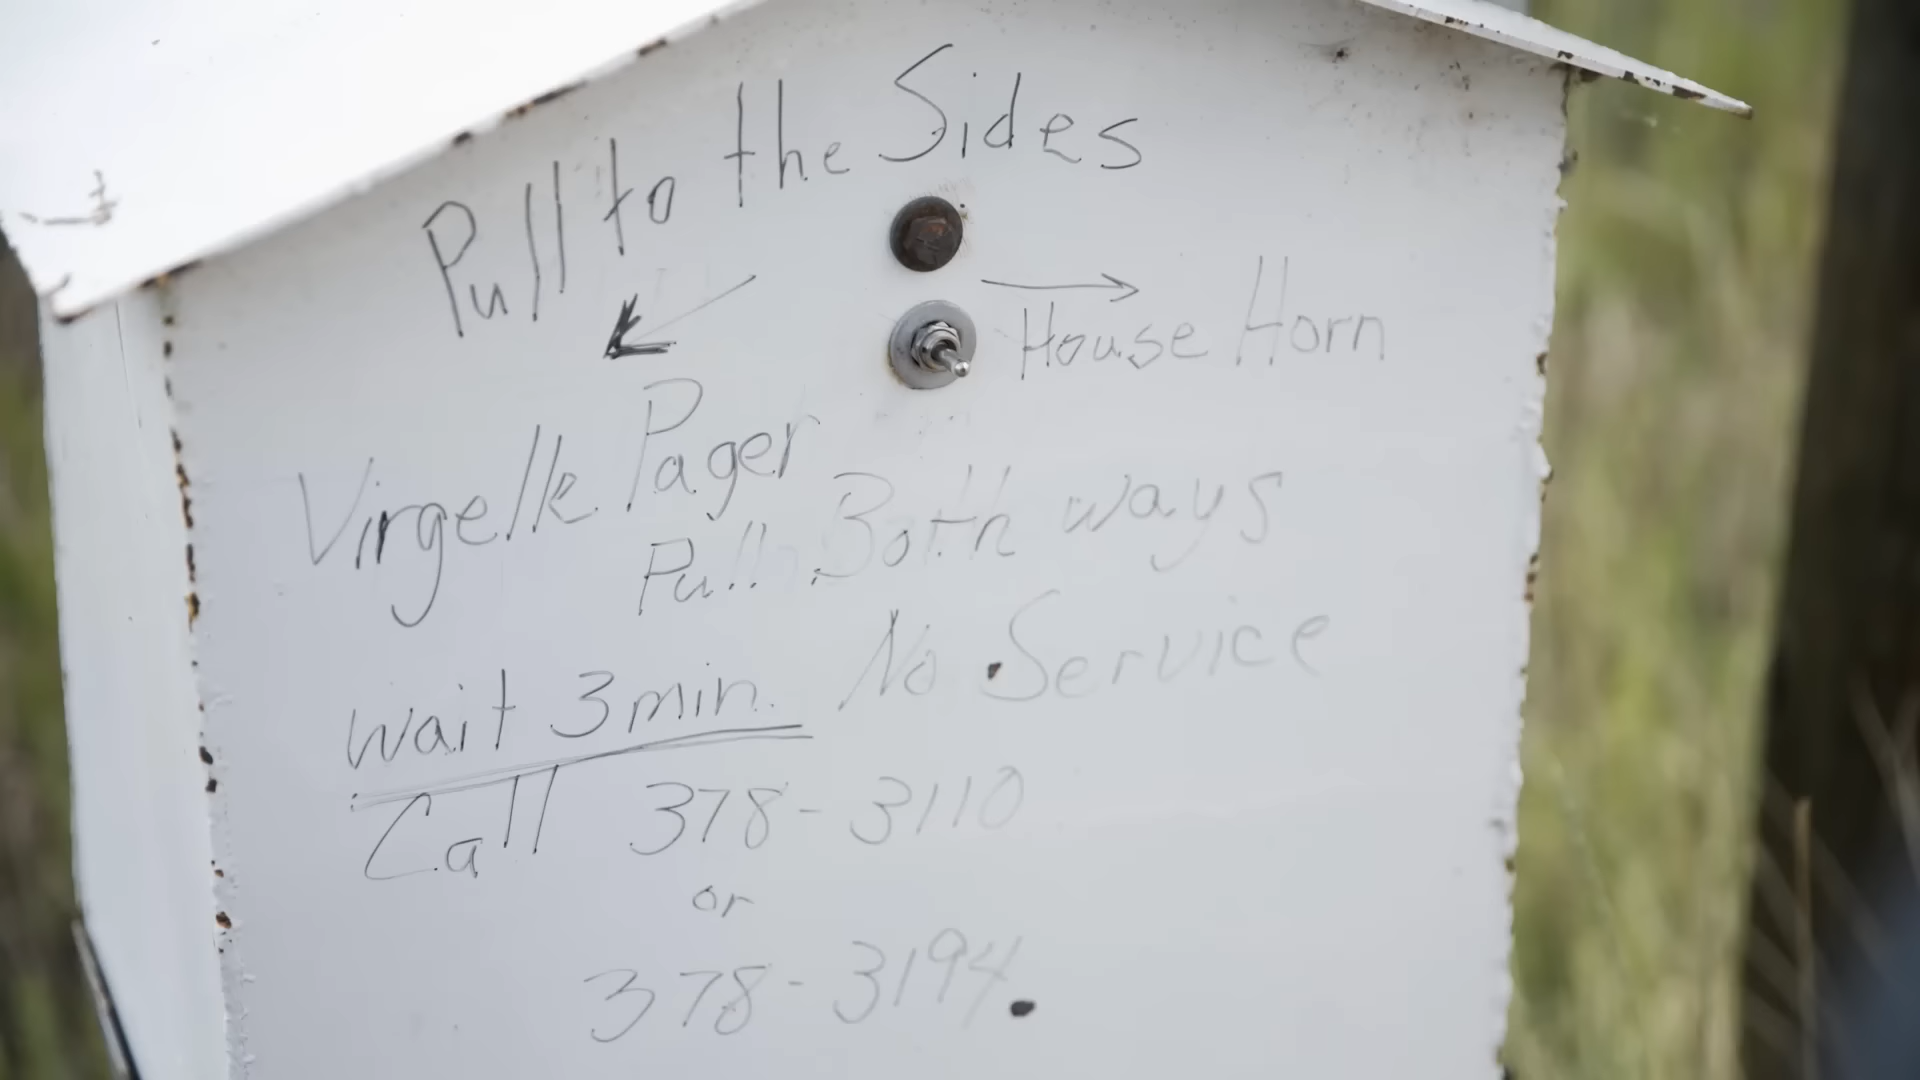 Pull to the Sides
House Horn
Virgelle Pager
Pull Both ways
Wait 3 min. No Service
Call 378-3110
or
378-3194